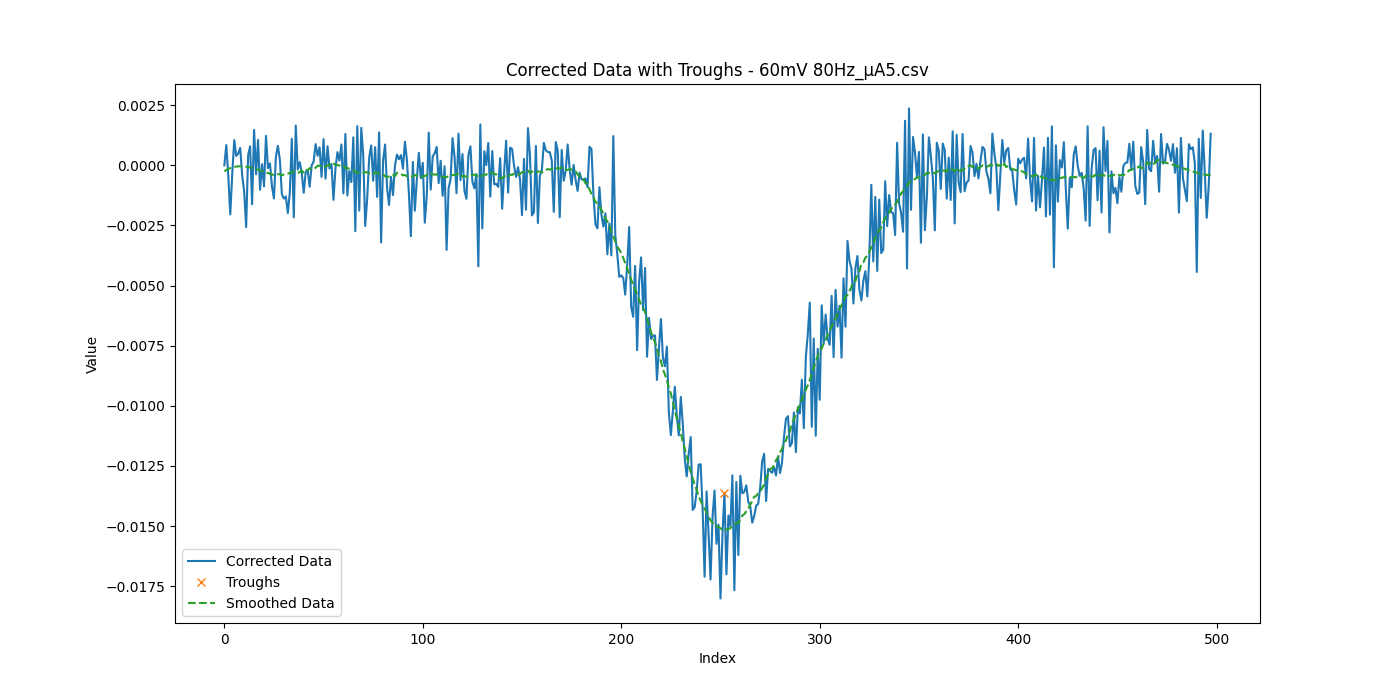 Corrected Data with Troughs - 60mV 80Hz_µA5.csv
0.0025
0.0000
−0.0025
−0.0050
−0.0075
−0.0100
−0.0125
−0.0150
−0.0175
Value
Corrected Data
Troughs
Smoothed Data
0 100 200 300 400 500
Index